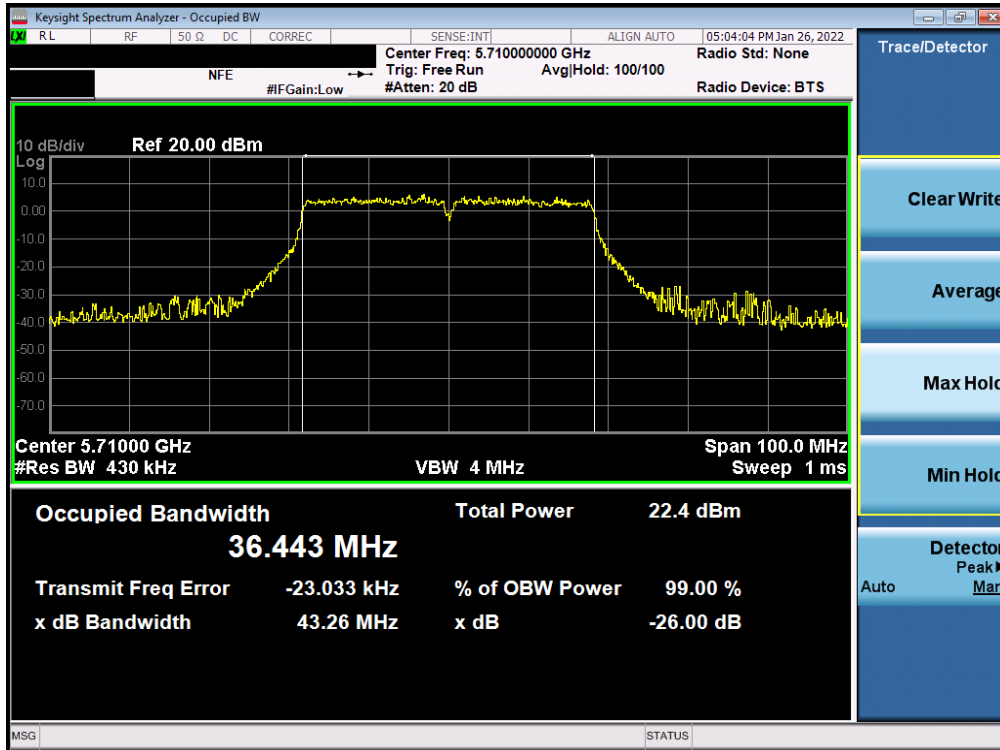 Keysight Spectrum Analyzer - Occupied BW
LXI RL RF 50 Ω DC CORREC SENSE:INT ALIGN AUTO 05:04:04 PM Jan 26, 2022
Center Freq: 5.710000000 GHz Radio Std: None
NFE Trig: Free Run Avg|Hold: 100/100
#IFGain:Low #Atten: 20 dB Radio Device: BTS
Trace/Detector
10 dB/div Ref 20.00 dBm
Log
10.0
0.00
-10.0
-20.0
-30.0
-40.0
-50.0
-60.0
-70.0
Center 5.71000 GHz Span 100.0 MHz
#Res BW 430 kHz VBW 4 MHz Sweep 1 ms
Occupied Bandwidth Total Power 22.4 dBm
36.443 MHz
Transmit Freq Error -23.033 kHz % of OBW Power 99.00 %
x dB Bandwidth 43.26 MHz x dB -26.00 dB
Clear Write
Average
Max Hold
Min Hold
Detector
Peak
Auto Man
MSG STATUS